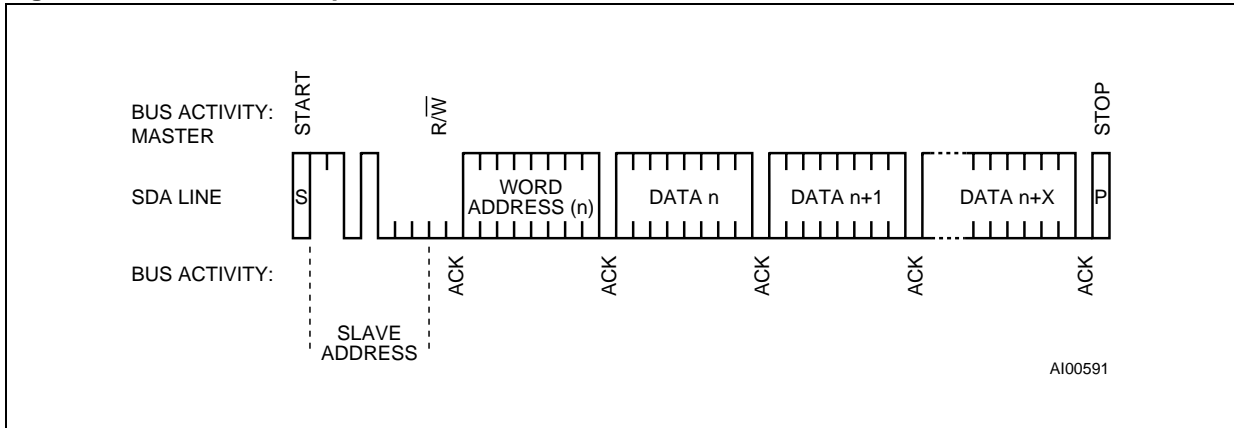 BUS ACTIVITY:
MASTER
START
R/W
STOP
SDA LINE
S
WORD
ADDRESS (n)
DATA n
DATA n+1
DATA n+X
P
BUS ACTIVITY:
ACK
ACK
ACK
ACK
ACK
SLAVE
ADDRESS
AI00591